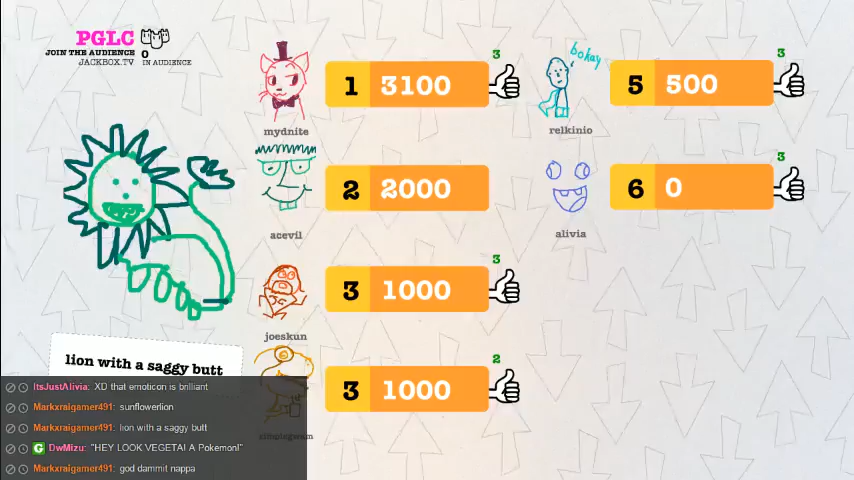 PGLC
JOIN THE AUDIENCE
JACKBOX.TV
0
IN AUDIENCE
1 3100
3
mydnite
2 2000
acevil
3 1000
3
joeskun
3 1000
2
bokay
5 500
3
relkinio
6 0
3
alivia
lion with a saggy butt
ItsJustAlivia: XD that emoticon is brilliant
Markxraigamer491: sunflowerlion
Markxraigamer491: lion with a saggy butt
G DwMizu: "HEY LOOK VEGETA! A Pokemon!"
Markxraigamer491: god dammit nappa